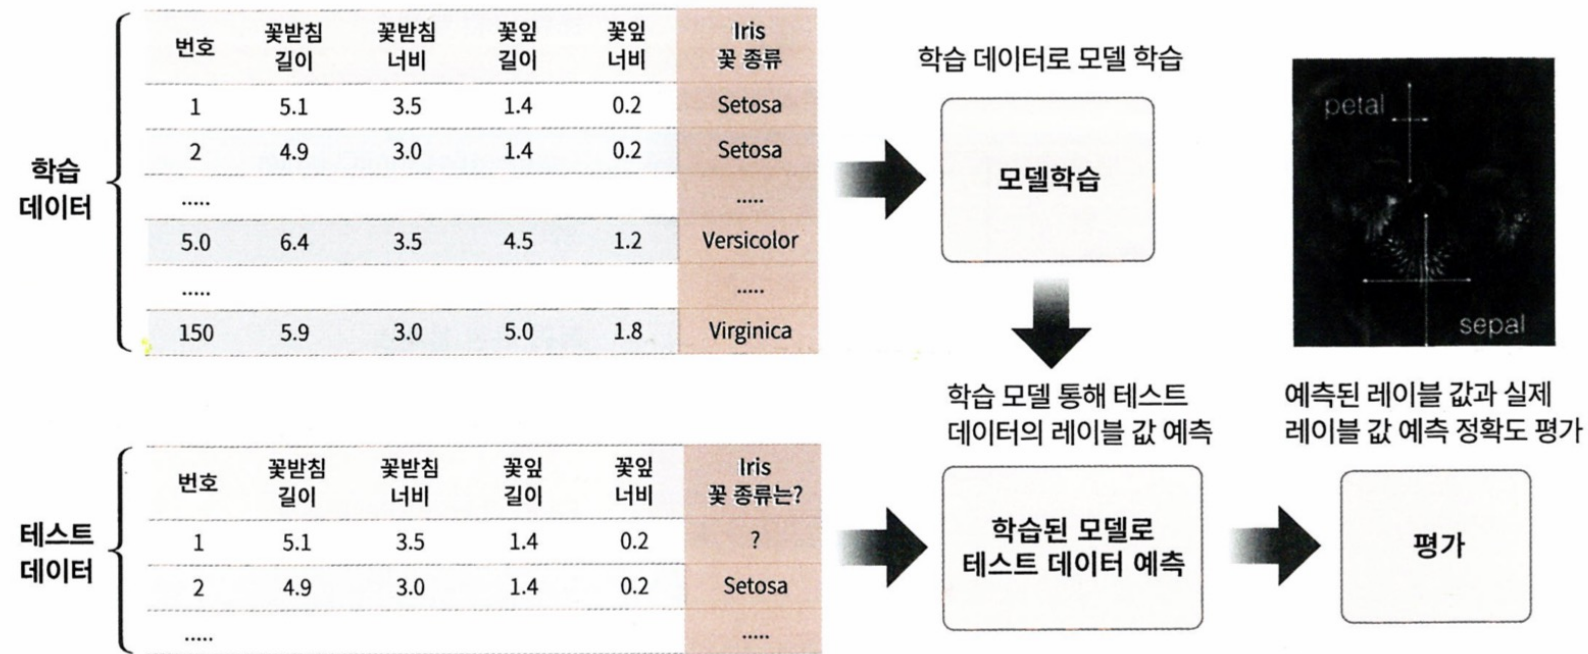 번호 꽃받침 길이 꽃받침 너비 꽃잎 길이 꽃잎 너비 Iris 꽃 종류
1 5.1 3.5 1.4 0.2 Setosa
2 4.9 3.0 1.4 0.2 Setosa
..... .....
5.0 6.4 3.5 4.5 1.2 Versicolor
..... .....
150 5.9 3.0 5.0 1.8 Virginica
학습
데이터
학습 데이터로 모델 학습
모델학습
petal
sepal
학습 모델 통해 테스트
데이터의 레이블 값 예측
예측된 레이블 값과 실제
레이블 값 예측 정확도 평가
번호 꽃받침 길이 꽃받침 너비 꽃잎 길이 꽃잎 너비 Iris 꽃 종류는?
1 5.1 3.5 1.4 0.2 ?
2 4.9 3.0 1.4 0.2 Setosa
..... .....
테스트
데이터
학습된 모델로
테스트 데이터 예측
평가